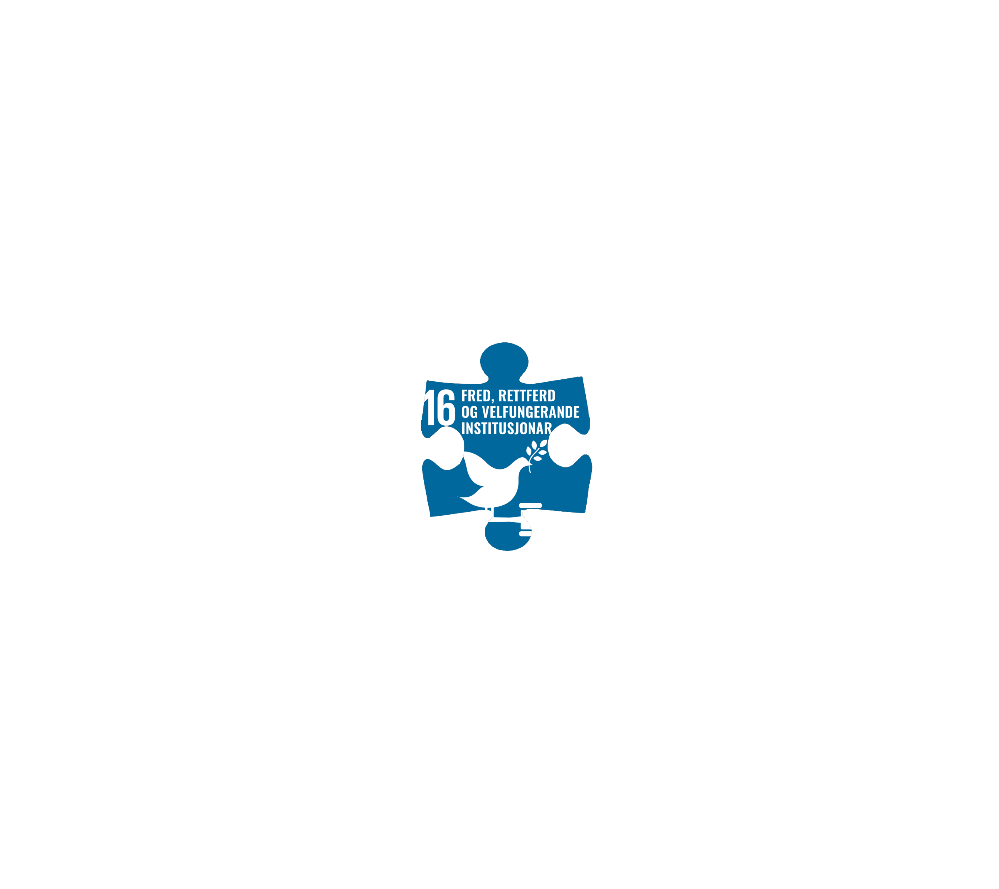 16
FRED, RETTFERD
OG VELFUNGERANDE
INSTITUSJONAR